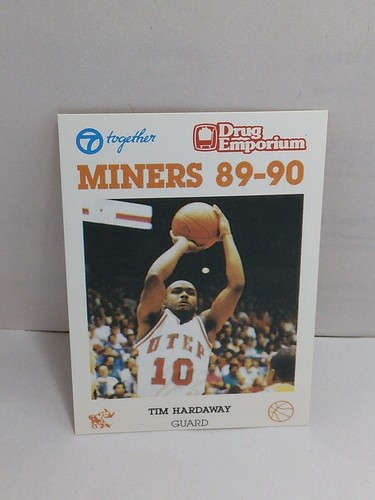 7 together
Drug
Emporium
MINERS 89-90
UTEP
10
TIM HARDAWAY
GUARD